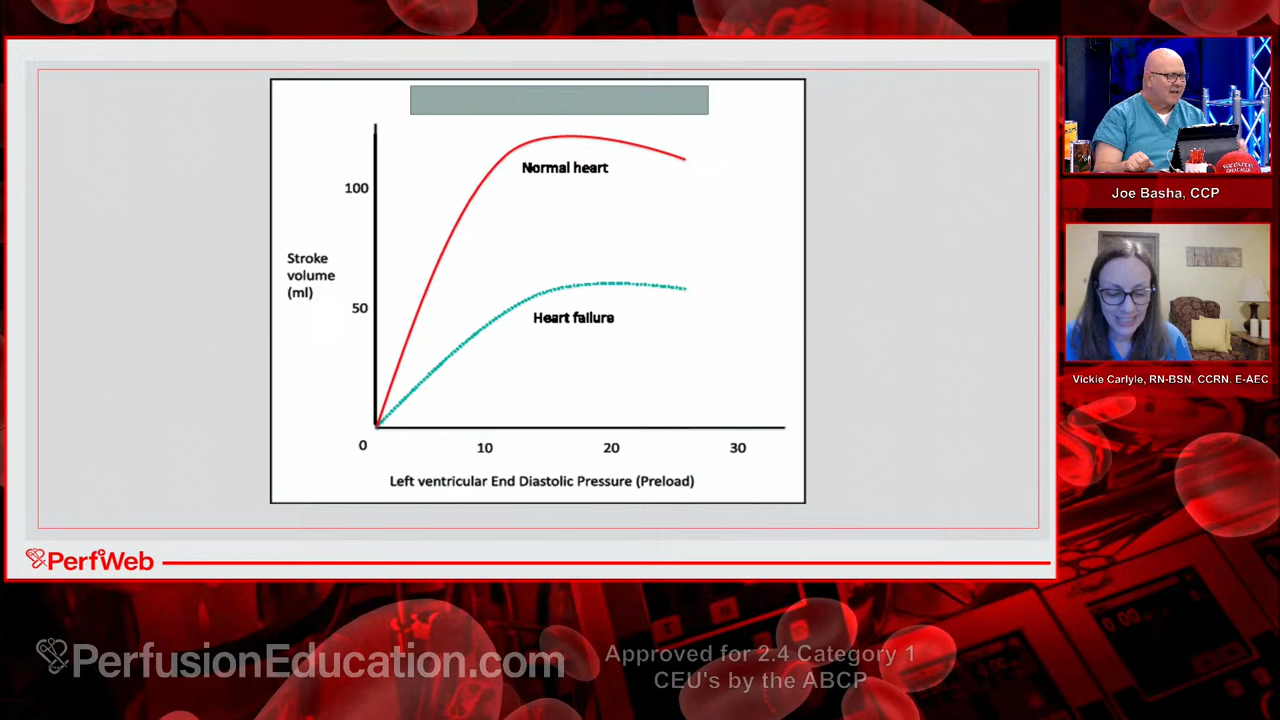 Normal heart
100
Stroke
volume
(ml)
50
Heart failure
0
10
20
30
Left ventricular End Diastolic Pressure (Preload)
PerfWeb
Joe Basha, CCP
Vickie Carlyle, RN-BSN, CCRN, E-AEC
PerfusionEducation.com
Approved for 2.4 Category 1
CEU's by the ABCP